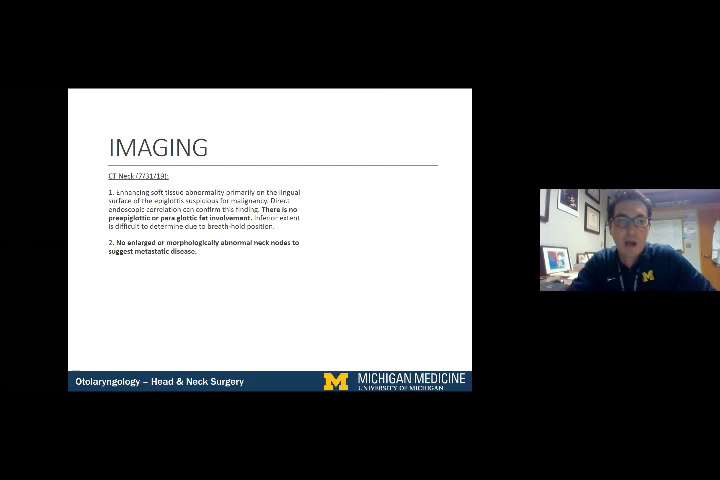 IMAGING
CT Neck (7/31/19):
1. Enhancing soft tissue abnormality primarily on the lingual
surface of the epiglottis suspicious for malignancy. Direct
endoscopic correlation can confirm this finding. There is no
preepiglottic or para glottic fat involvement. Inferior extent
is difficult to determine due to breath-hold position.
2. No enlarged or morphologically abnormal neck nodes to
suggest metastatic disease.
Otolaryngology – Head & Neck Surgery
M
MICHIGAN MEDICINE
UNIVERSITY OF MICHIGAN
M